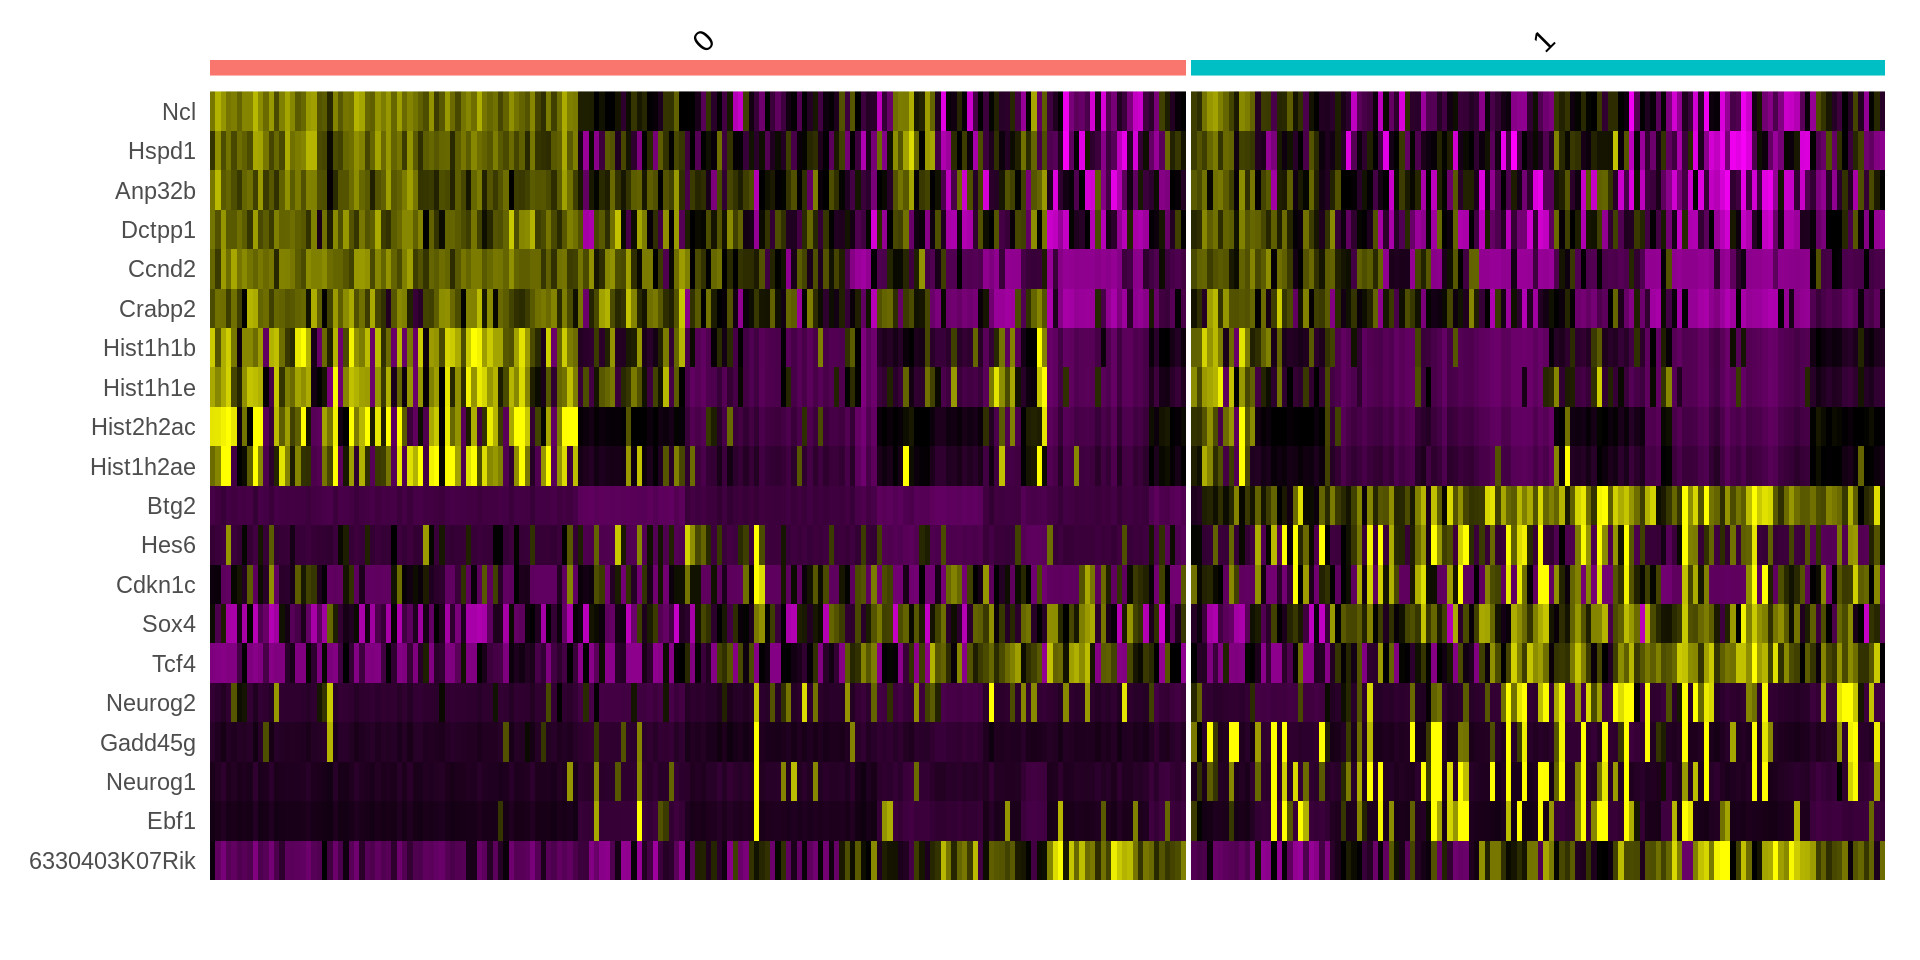 0
1
Ncl
Hspd1
Anp32b
Dctpp1
Ccnd2
Crabp2
Hist1h1b
Hist1h1e
Hist2h2ac
Hist1h2ae
Btg2
Hes6
Cdkn1c
Sox4
Tcf4
Neurog2
Gadd45g
Neurog1
Ebf1
6330403K07Rik